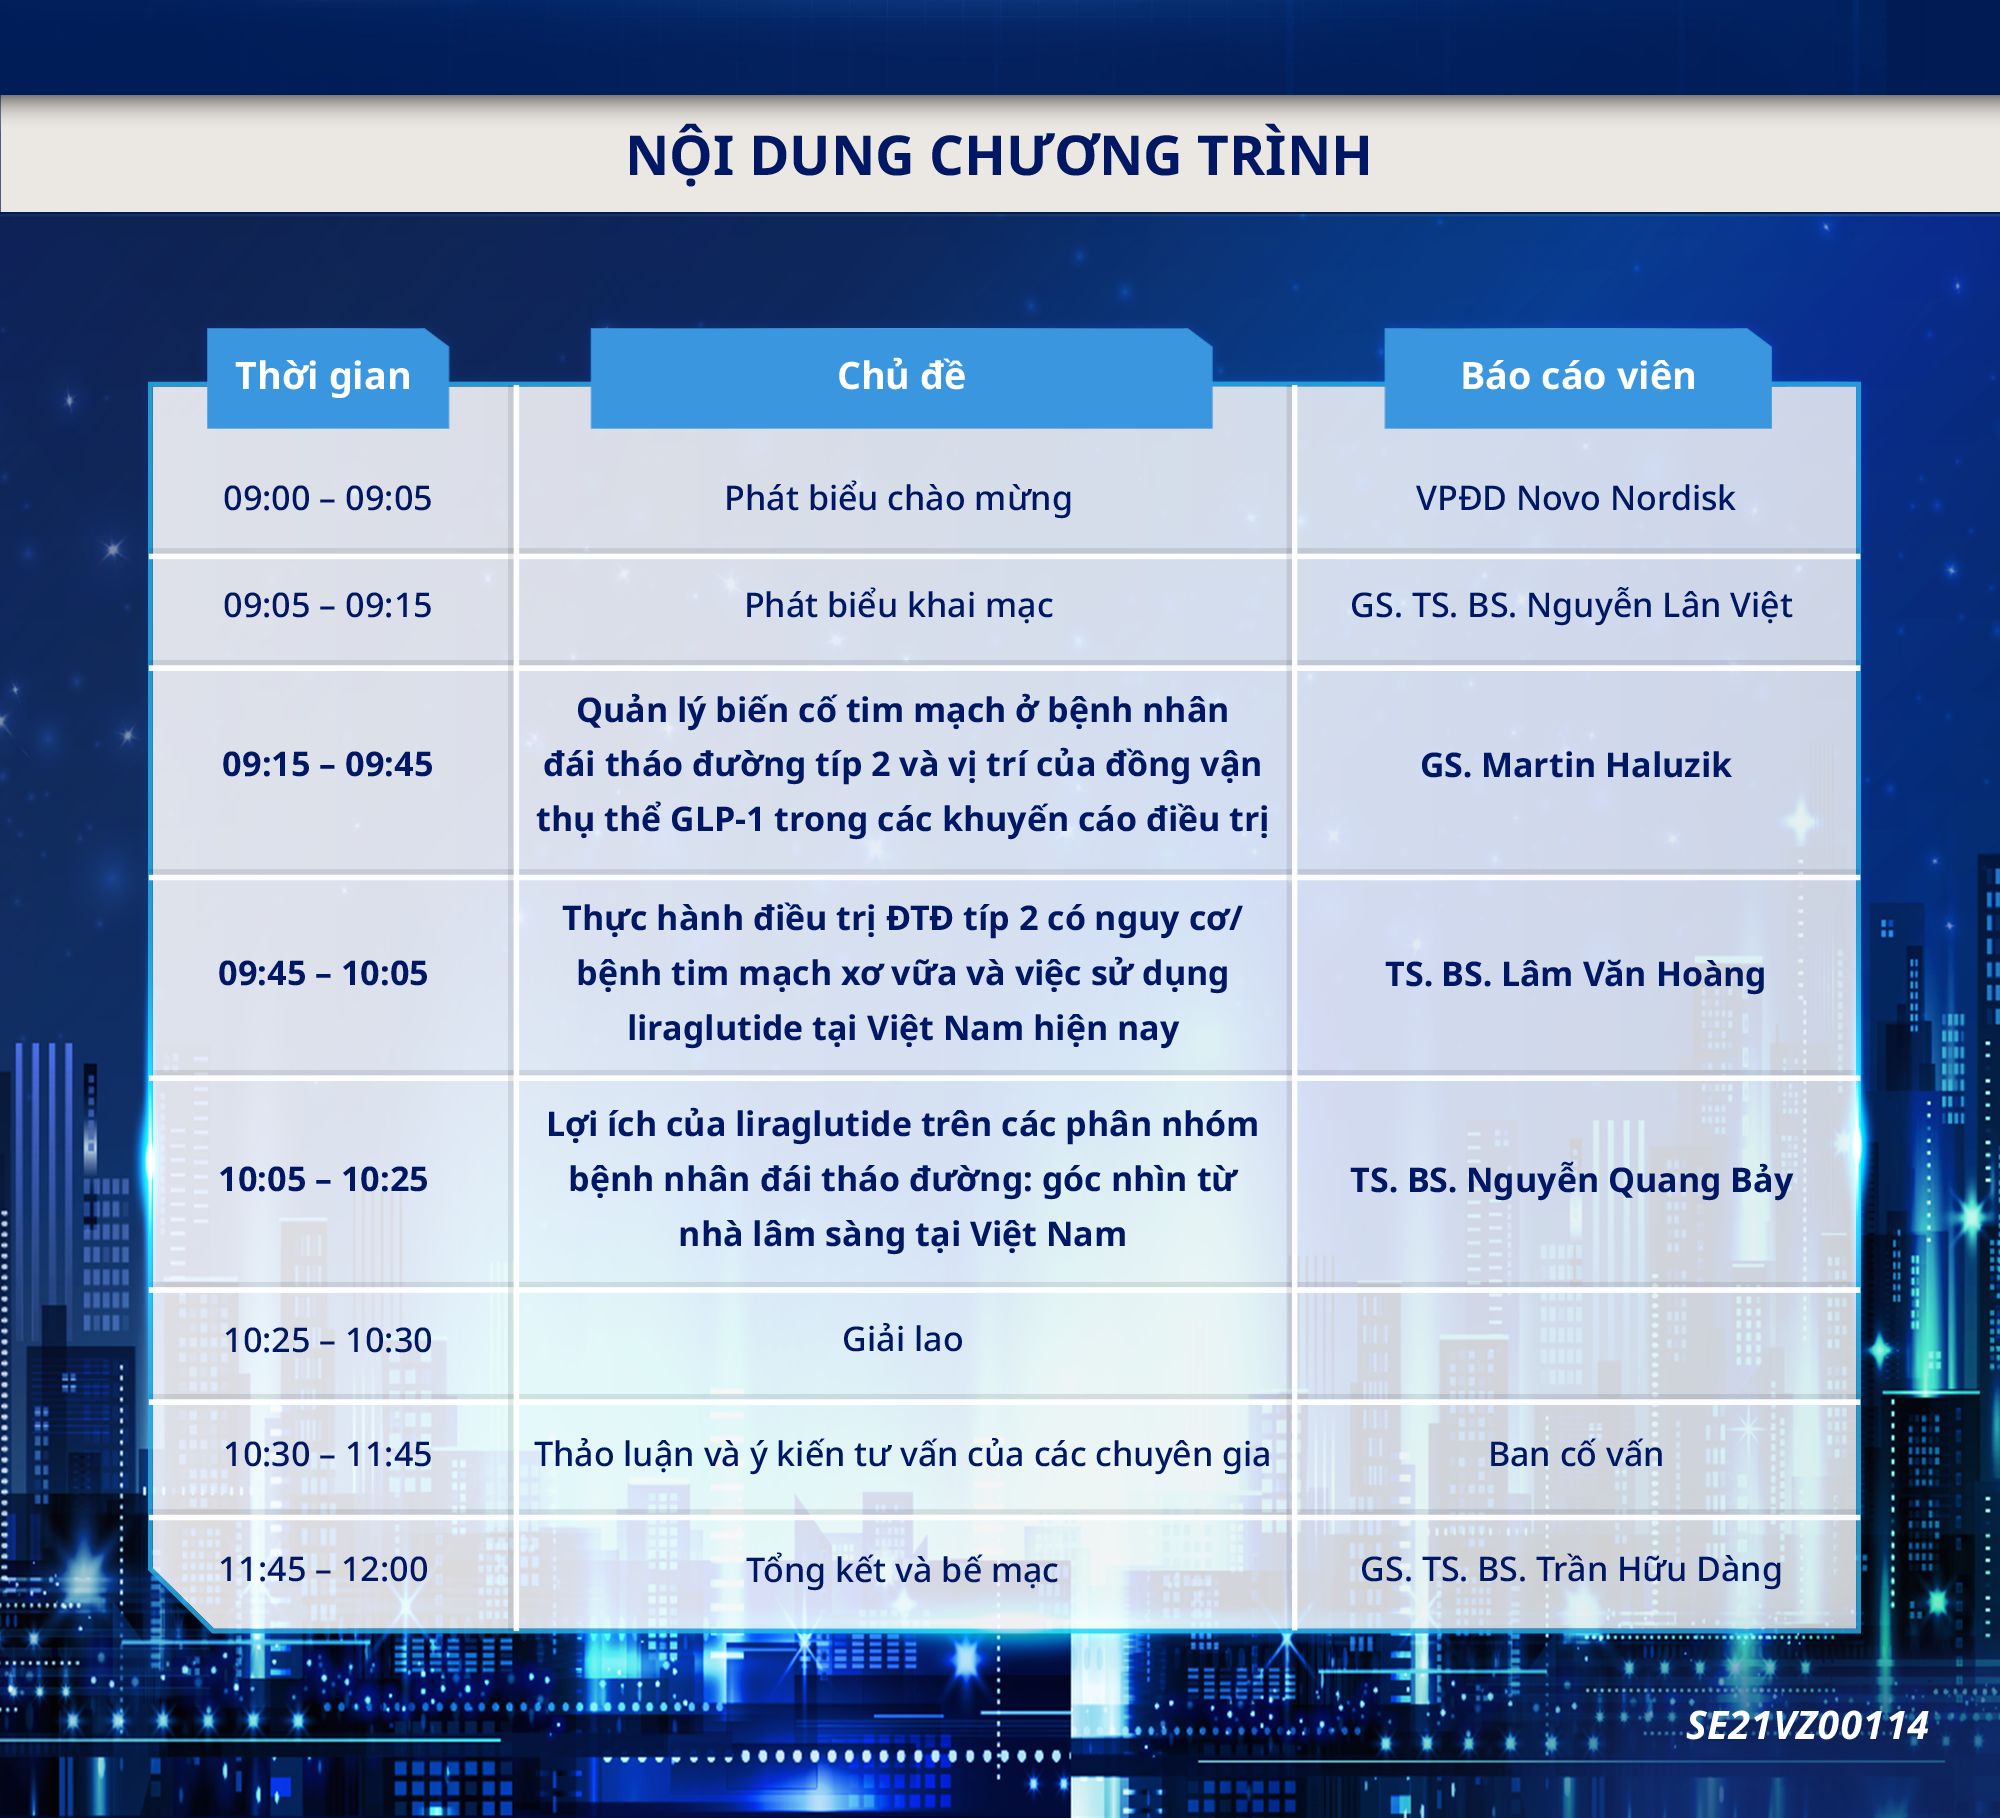 NỘI DUNG CHƯƠNG TRÌNH
Thời gian
Chủ đề
Báo cáo viên
09:00 – 09:05
Phát biểu chào mừng
VPĐD Novo Nordisk
09:05 – 09:15
Phát biểu khai mạc
GS. TS. BS. Nguyễn Lân Việt
09:15 – 09:45
Quản lý biến cố tim mạch ở bệnh nhân
đái tháo đường típ 2 và vị trí của đồng vận
thụ thể GLP-1 trong các khuyến cáo điều trị
GS. Martin Haluzik
09:45 – 10:05
Thực hành điều trị ĐTĐ típ 2 có nguy cơ/
bệnh tim mạch xơ vữa và việc sử dụng
liraglutide tại Việt Nam hiện nay
TS. BS. Lâm Văn Hoàng
10:05 – 10:25
Lợi ích của liraglutide trên các phân nhóm
bệnh nhân đái tháo đường: góc nhìn từ
nhà lâm sàng tại Việt Nam
TS. BS. Nguyễn Quang Bảy
10:25 – 10:30
Giải lao
10:30 – 11:45
Thảo luận và ý kiến tư vấn của các chuyên gia
Ban cố vấn
11:45 – 12:00
Tổng kết và bế mạc
GS. TS. BS. Trần Hữu Dàng
SE21VZ00114